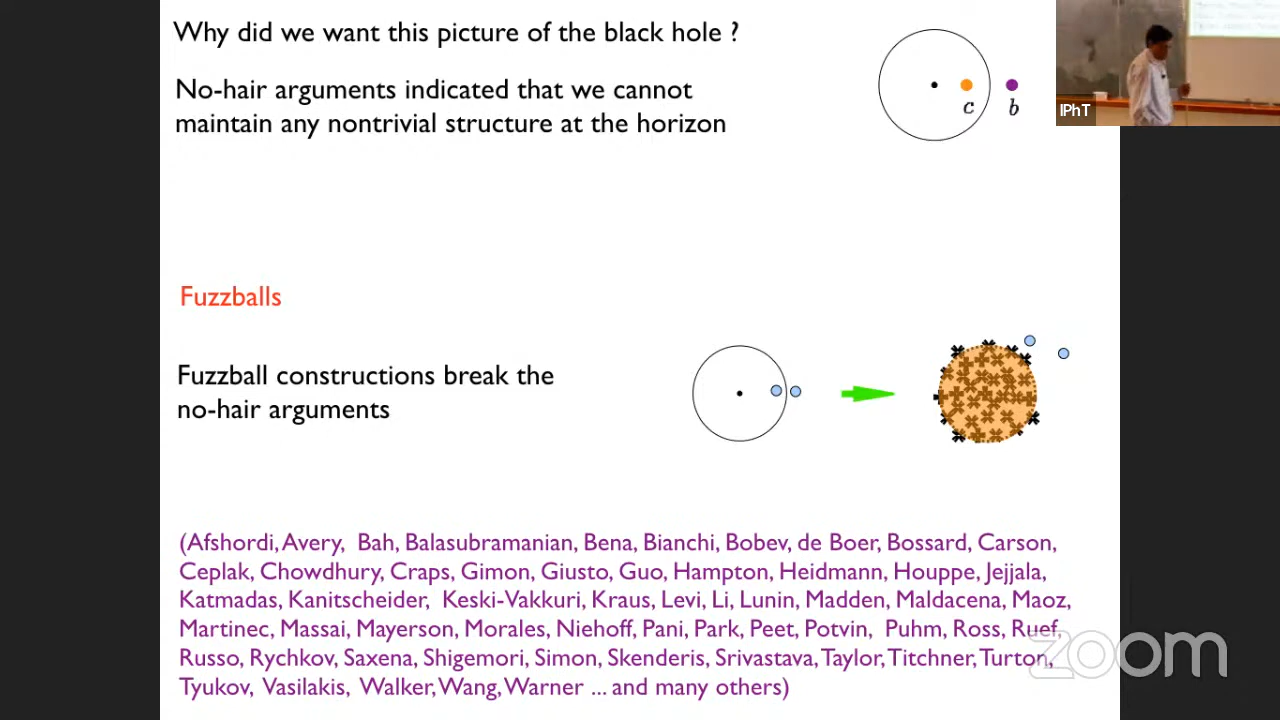 Why did we want this picture of the black hole ?
No-hair arguments indicated that we cannot
maintain any nontrivial structure at the horizon
c b
IPhT
Fuzzballs
Fuzzball constructions break the
no-hair arguments
(Afshordi, Avery, Bah, Balasubramanian, Bena, Bianchi, Bobev, de Boer, Bossard, Carson,
Ceplak, Chowdhury, Craps, Gimon, Giusto, Guo, Hampton, Heidmann, Houppe, Jejjala,
Katmadas, Kanitscheider, Keski-Vakkuri, Kraus, Levi, Li, Lunin, Madden, Maldacena, Maoz,
Martinec, Massai, Mayerson, Morales, Niehoff, Pani, Park, Peet, Potvin, Puhm, Ross, Ruef,
Russo, Rychkov, Saxena, Shigemori, Simon, Skenderis, Srivastava, Taylor, Titchner, Turton,
Tyukov, Vasilakis, Walker, Wang, Warner ... and many others)
zoom